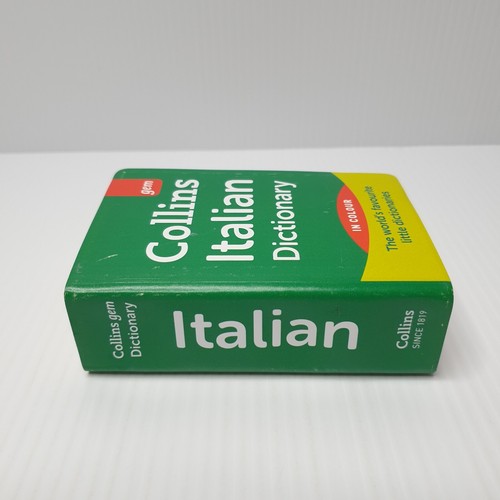 gem
Collins
Italian
Dictionary
IN COLOUR
The world's favourite
little dictionaries
Collins gem
Dictionary
Italian
Collins
SINCE 1819